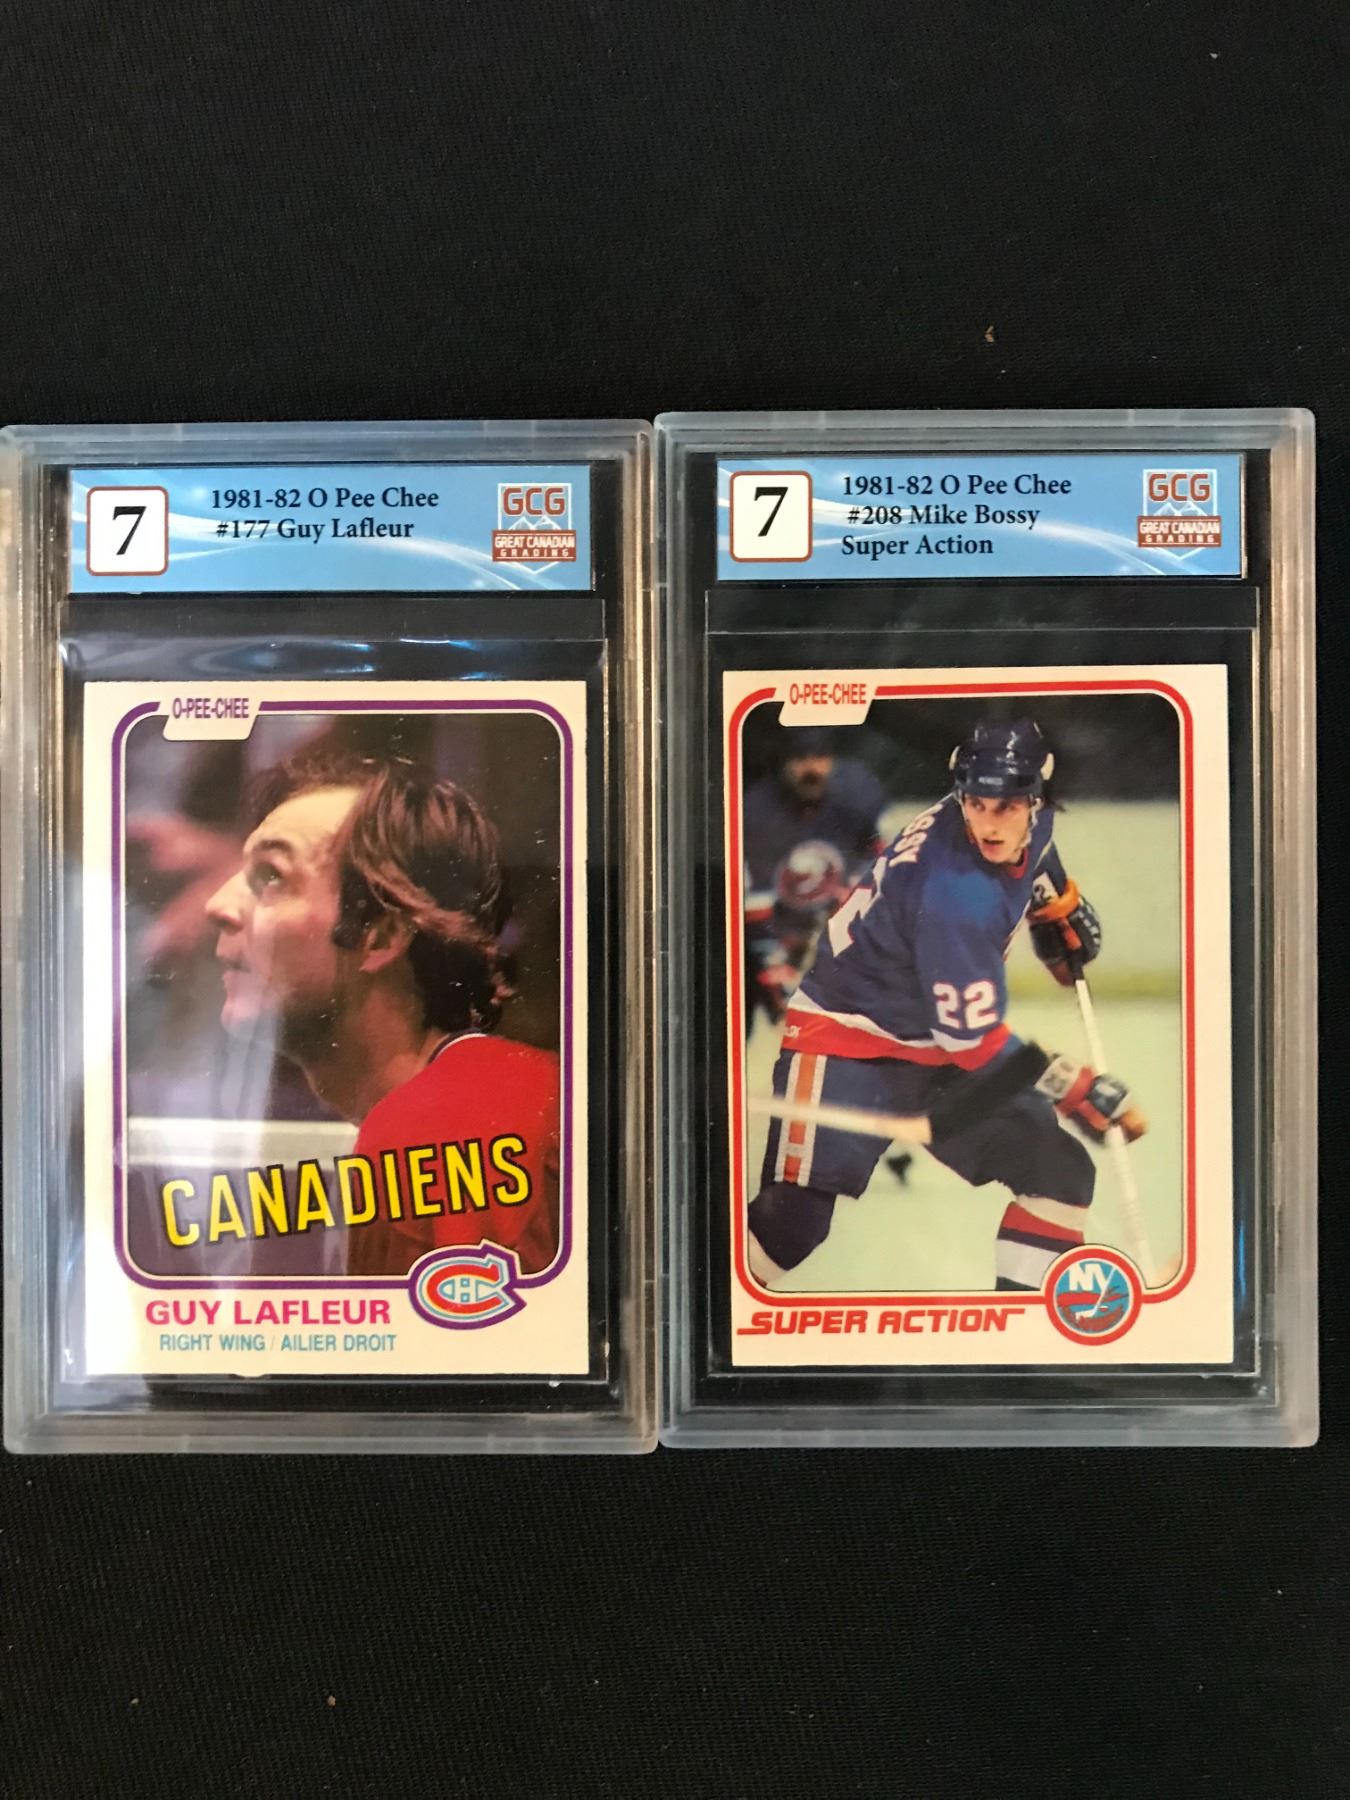 7
1981-82 O Pee Chee
#177 Guy Lafleur
GCG
GREAT CANADIAN
GRADING
O-PEE-CHEE
CANADIENS
GUY LAFLEUR
RIGHT WING / AILIER DROIT
7
1981-82 O Pee Chee
#208 Mike Bossy
Super Action
GCG
GREAT CANADIAN
GRADING
O-PEE-CHEE
22
SUPER ACTION
NY